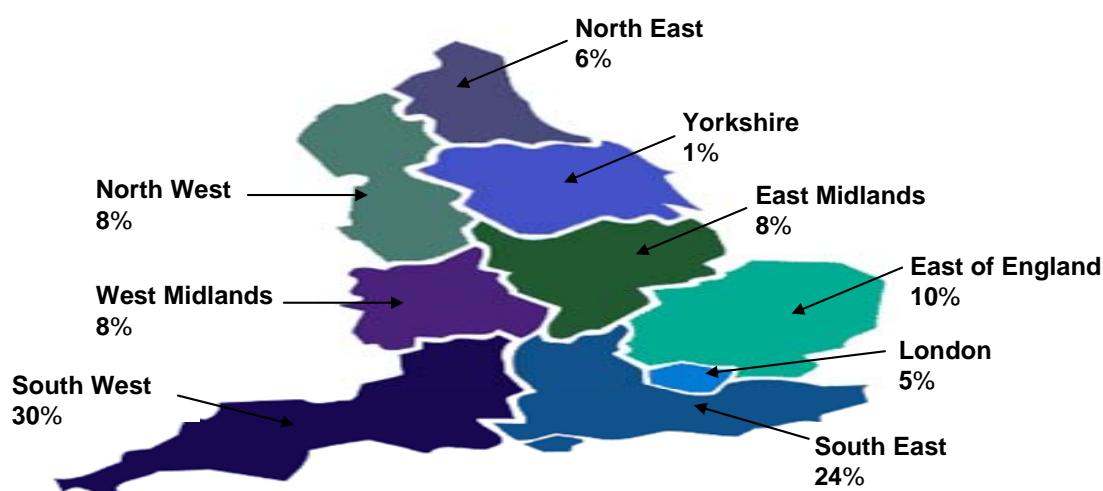 North East
6%
Yorkshire
1%
North West
8%
East Midlands
8%
East of England
10%
West Midlands
8%
London
5%
South West
30%
South East
24%